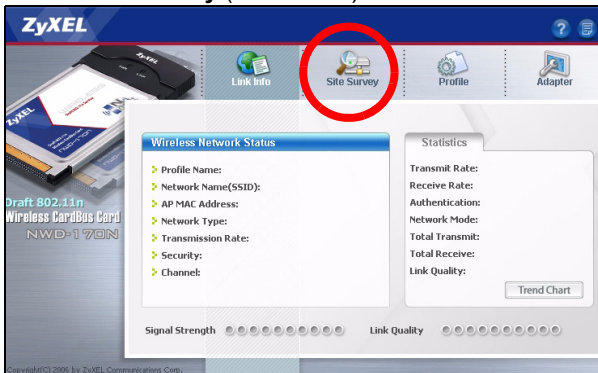 ZyXEL
Link Info
Site Survey
Profile
Adapter
ZyXEL
Draft 802.11n
Wireless CardBus Card
NWD-170N
Wireless Network Status
Profile Name:
Network Name(SSID):
AP MAC Address:
Network Type:
Transmission Rate:
Security:
Channel:
Statistics
Transmit Rate:
Receive Rate:
Authentication:
Network Mode:
Total Transmit:
Total Receive:
Link Quality:
Trend Chart
Signal Strength
Link Quality
Copyright(C) 2006 by ZyXEL Communications Corp.